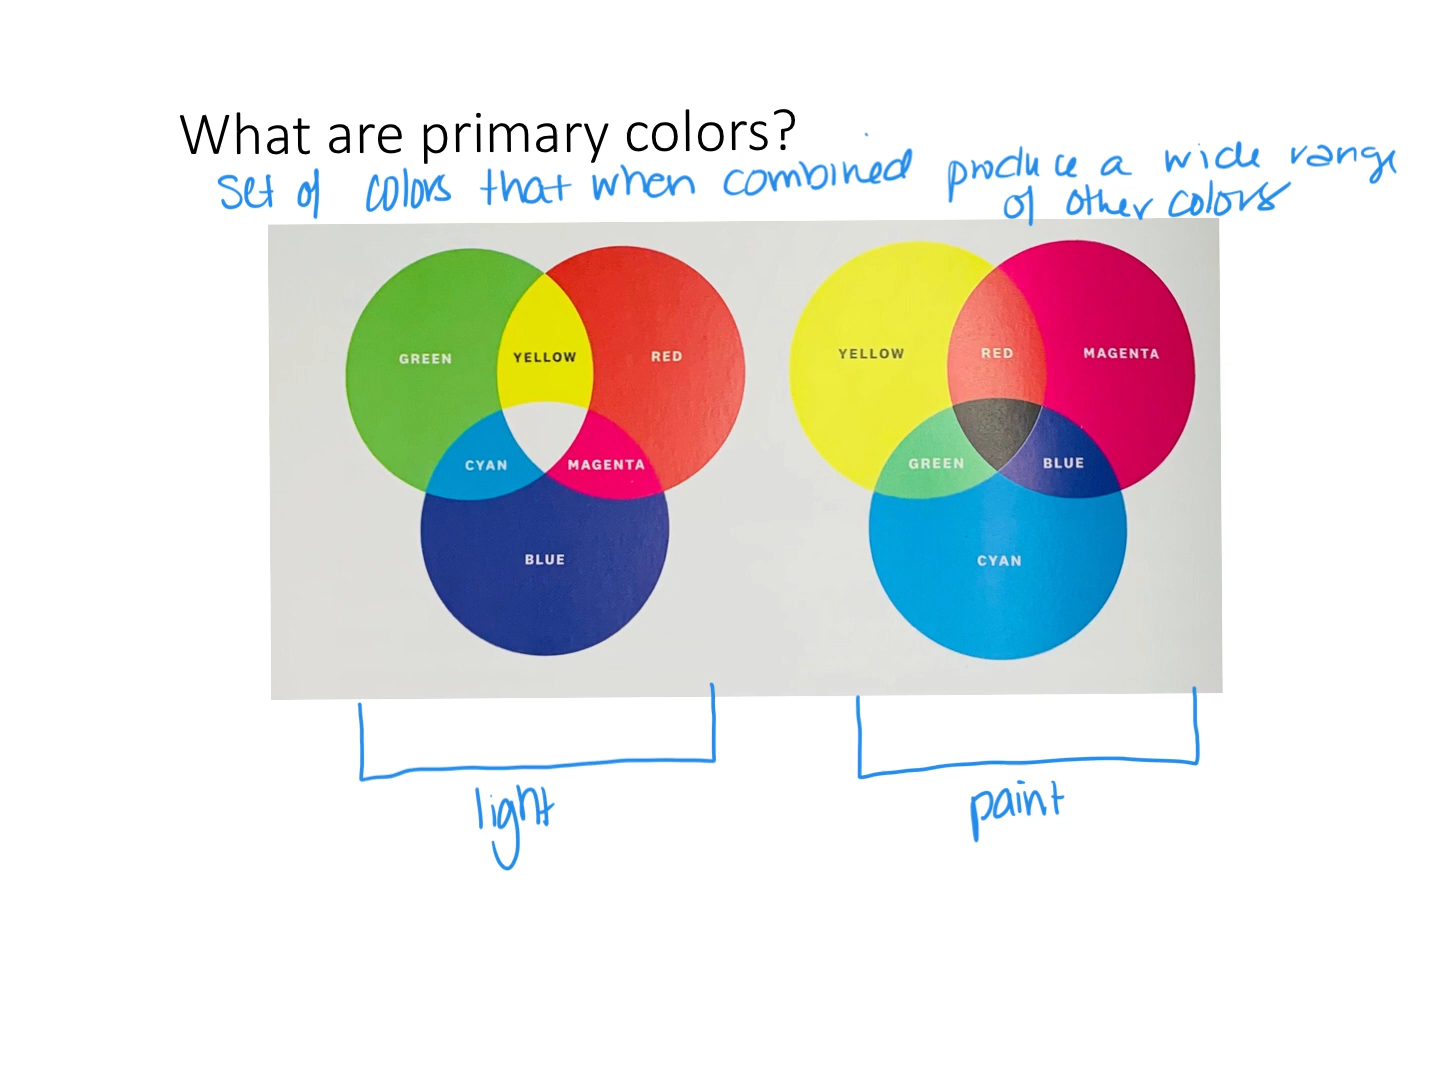 What are primary colors?
set of colors that when combined produce a wide range
of other colors
GREEN
YELLOW
RED
CYAN
MAGENTA
BLUE
YELLOW
RED
MAGENTA
GREEN
BLUE
CYAN
light
paint